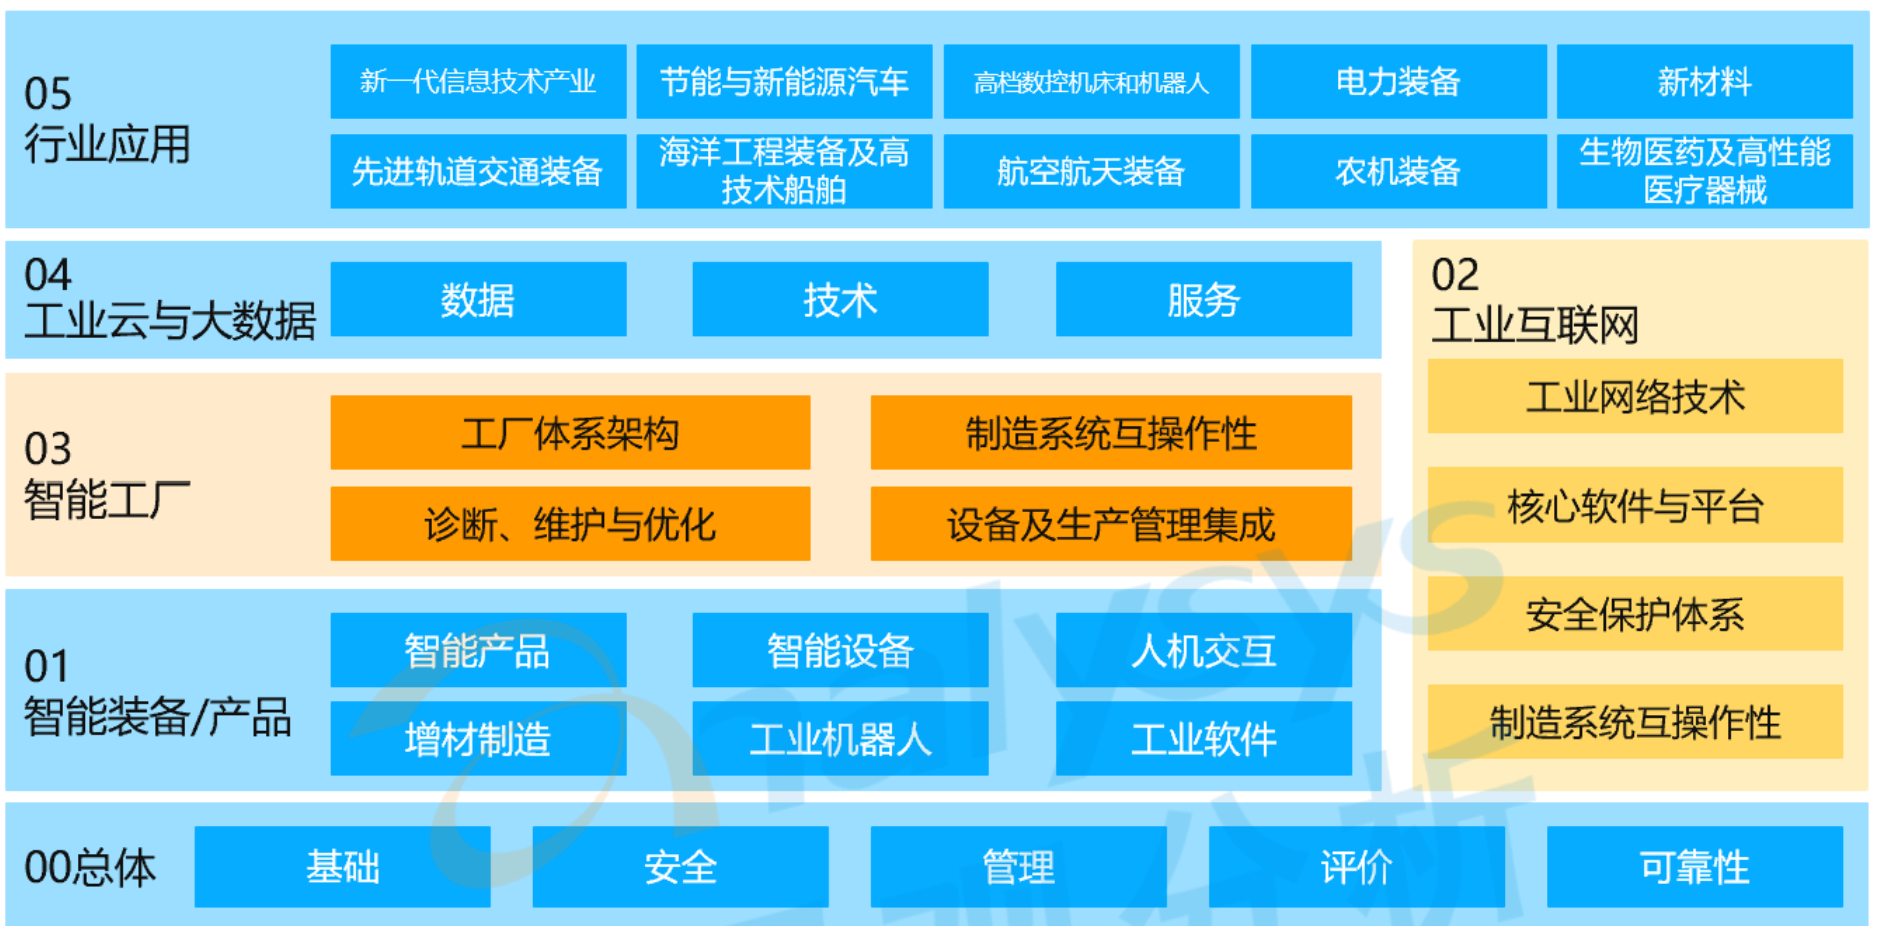 05
行业应用
新一代信息技术产业
节能与新能源汽车
高档数控机床和机器人
电力装备
新材料
先进轨道交通装备
海洋工程装备及高
技术船舶
航空航天装备
农机装备
生物医药及高性能
医疗器械
04
工业云与大数据
数据
技术
服务
02
工业互联网
工业网络技术
核心软件与平台
安全保护体系
制造系统互操作性
03
智能工厂
工厂体系架构
制造系统互操作性
诊断、维护与优化
设备及生产管理集成
01
智能装备/产品
智能产品
智能设备
人机交互
增材制造
工业机器人
工业软件
00总体
基础
安全
管理
评价
可靠性
nalysys
分析